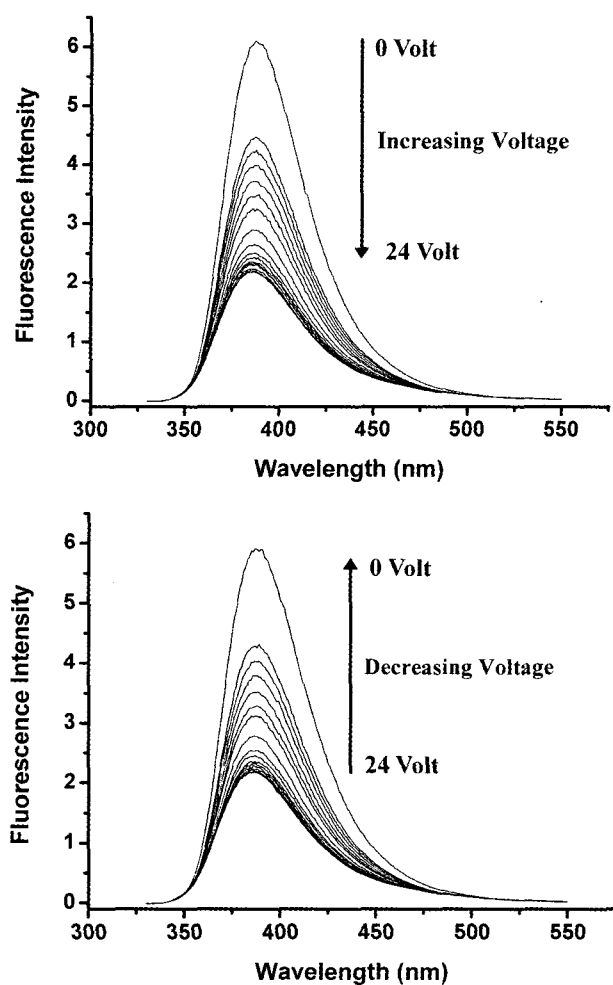 6
5
4
3
2
1
0
Fluorescence Intensity
0 Volt
Increasing Voltage
24 Volt
300 350 400 450 500 550
Wavelength (nm)
6
5
4
3
2
1
0
Fluorescence Intensity
0 Volt
Decreasing Voltage
24 Volt
300 350 400 450 500 550
Wavelength (nm)